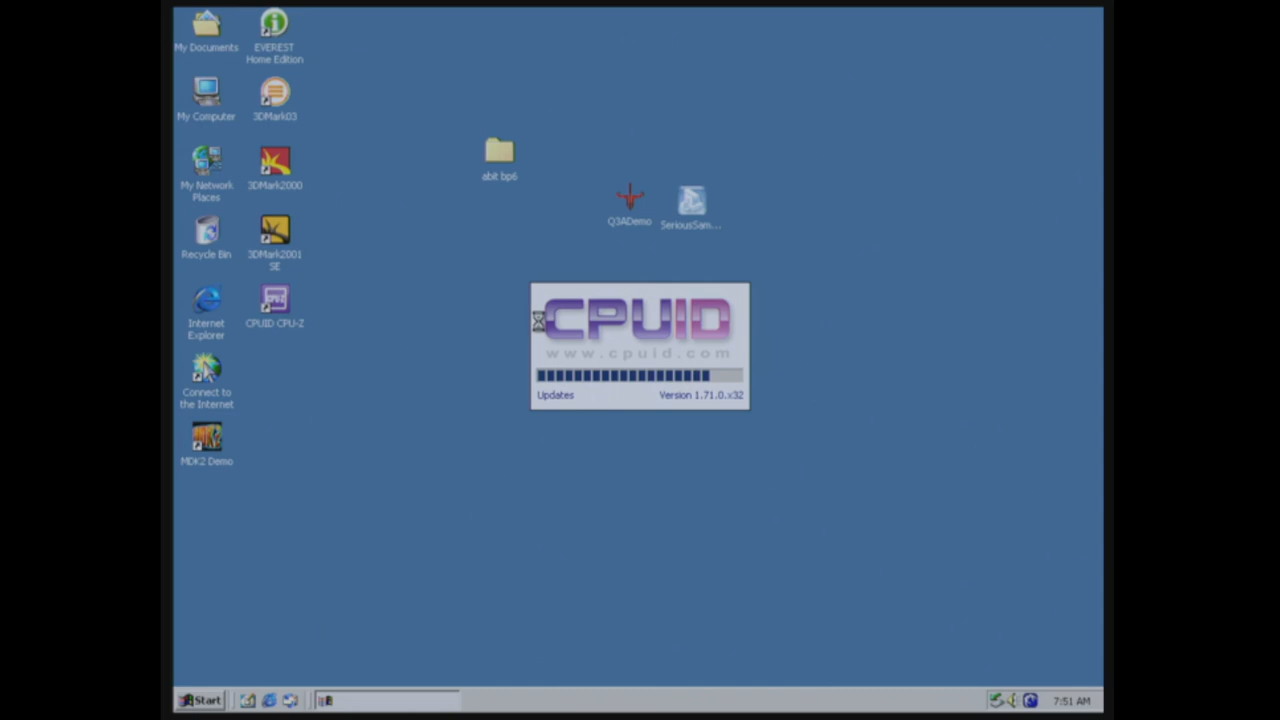 My Documents
EVEREST
Home Edition
My Computer
3DMark03
abit bp6
My Network
Places
3DMark2000
Q3ADemo
SeriousSam...
Recycle Bin
3DMark2001
SE
Internet
Explorer
CPUID CPU-Z
CPUID
www.cpuid.com
Updates
Version 1.71.0.x32
Connect to
the Internet
MDK2 Demo
Start
7:51 AM